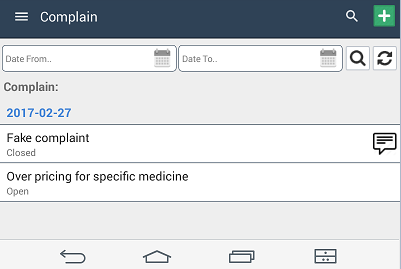 Complain
Date From..
Date To..
Complain:
2017-02-27
Fake complaint
Closed
Over pricing for specific medicine
Open